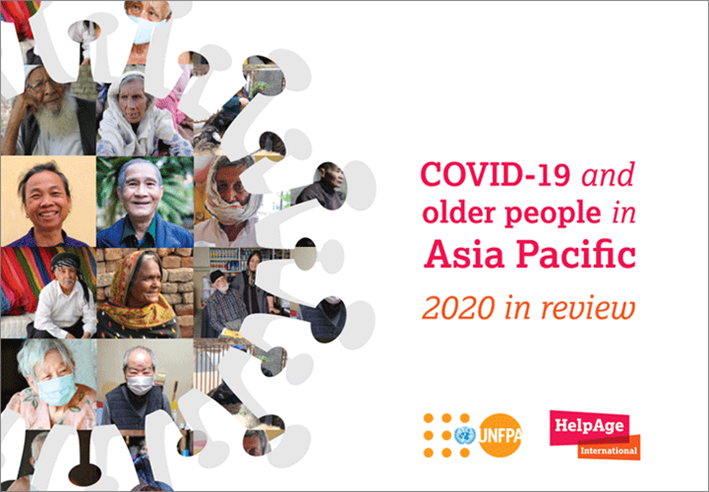 COVID-19 and
older people in
Asia Pacific
2020 in review
UNFPA
HelpAge
International